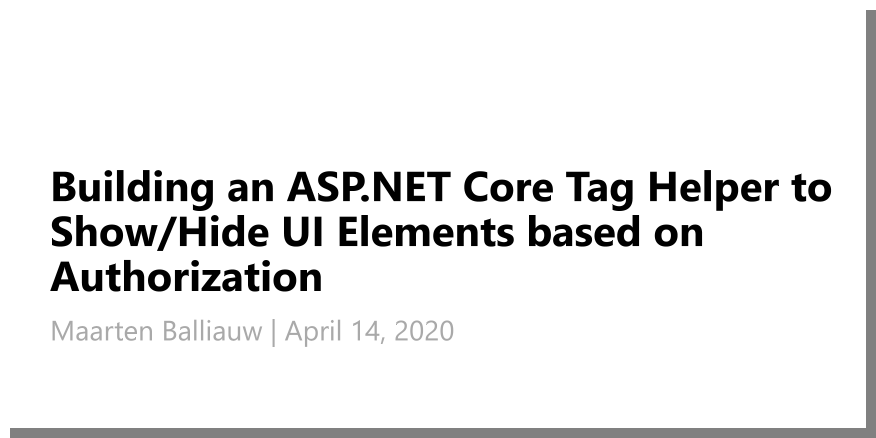 Building an ASP.NET Core Tag Helper to
Show/Hide UI Elements based on
Authorization
Maarten Balliauw | April 14, 2020